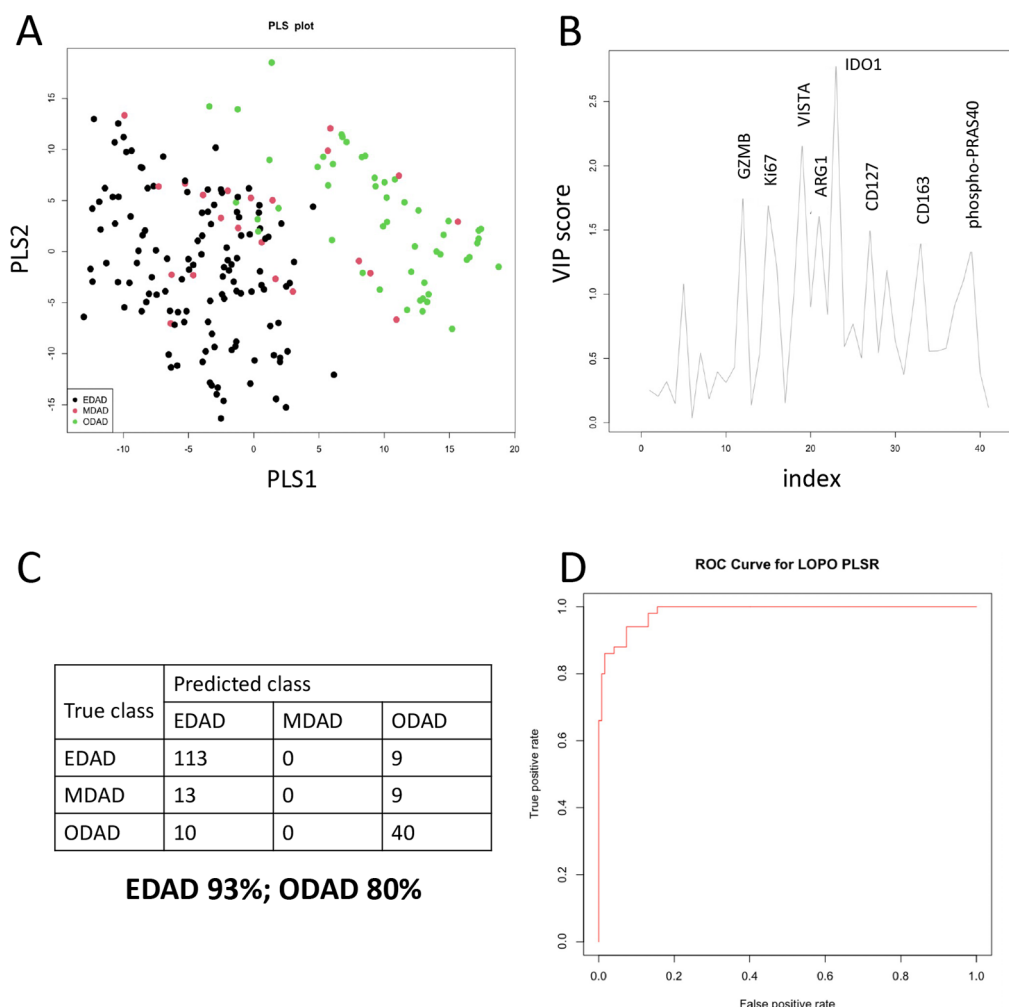 A
PLS plot
PLS2
15
10
5
0
-5
-10
-15
EDAD
MDAD
ODAD
-10
-5
0
5
10
15
20
PLS1
B
VIP score
2.5
2.0
1.5
1.0
0.5
0.0
GZMB
Ki67
VISTA
ARG1
IDO1
CD127
CD163
phospho-PRAS40
0
10
20
30
40
index
C
True class
Predicted class
EDAD MDAD ODAD
EDAD 113 0 9
MDAD 13 0 9
ODAD 10 0 40
EDAD 93%; ODAD 80%
D
ROC Curve for LOPO PLSR
True positive rate
1.0
0.8
0.6
0.4
0.2
0.0
0.0
0.2
0.4
0.6
0.8
1.0
False positive rate